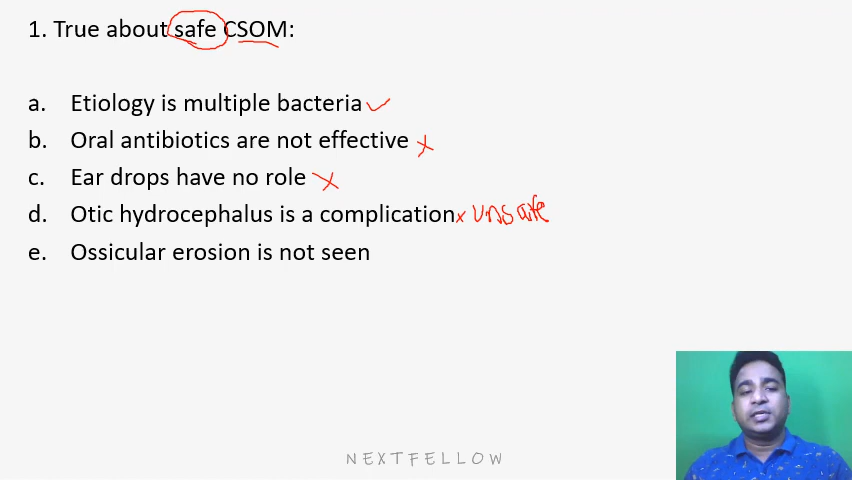 1. True about safe CSOM:
a. Etiology is multiple bacteria
b. Oral antibiotics are not effective
c. Ear drops have no role
d. Otic hydrocephalus is a complication x unsafe
e. Ossicular erosion is not seen
NEXTFELLOW